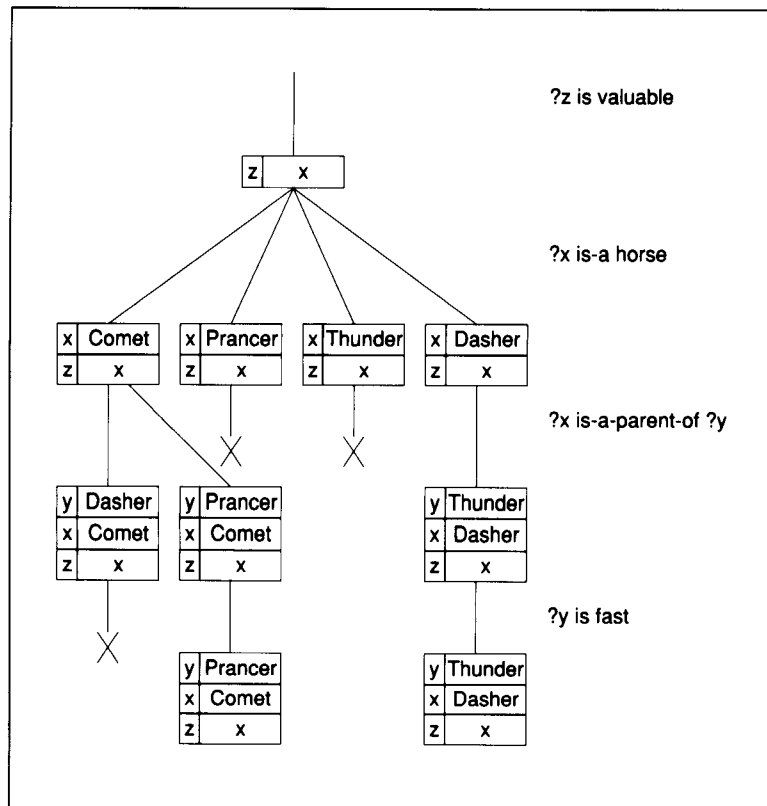 ?z is valuable
z x
?x is-a horse
x Comet x Prancer x Thunder x Dasher
z x z x z x z x
?x is-a-parent-of ?y
y Dasher y Prancer y Thunder
x Comet x Comet x Dasher
z x z x z x
?y is fast
y Prancer y Thunder
x Comet x Dasher
z x z x